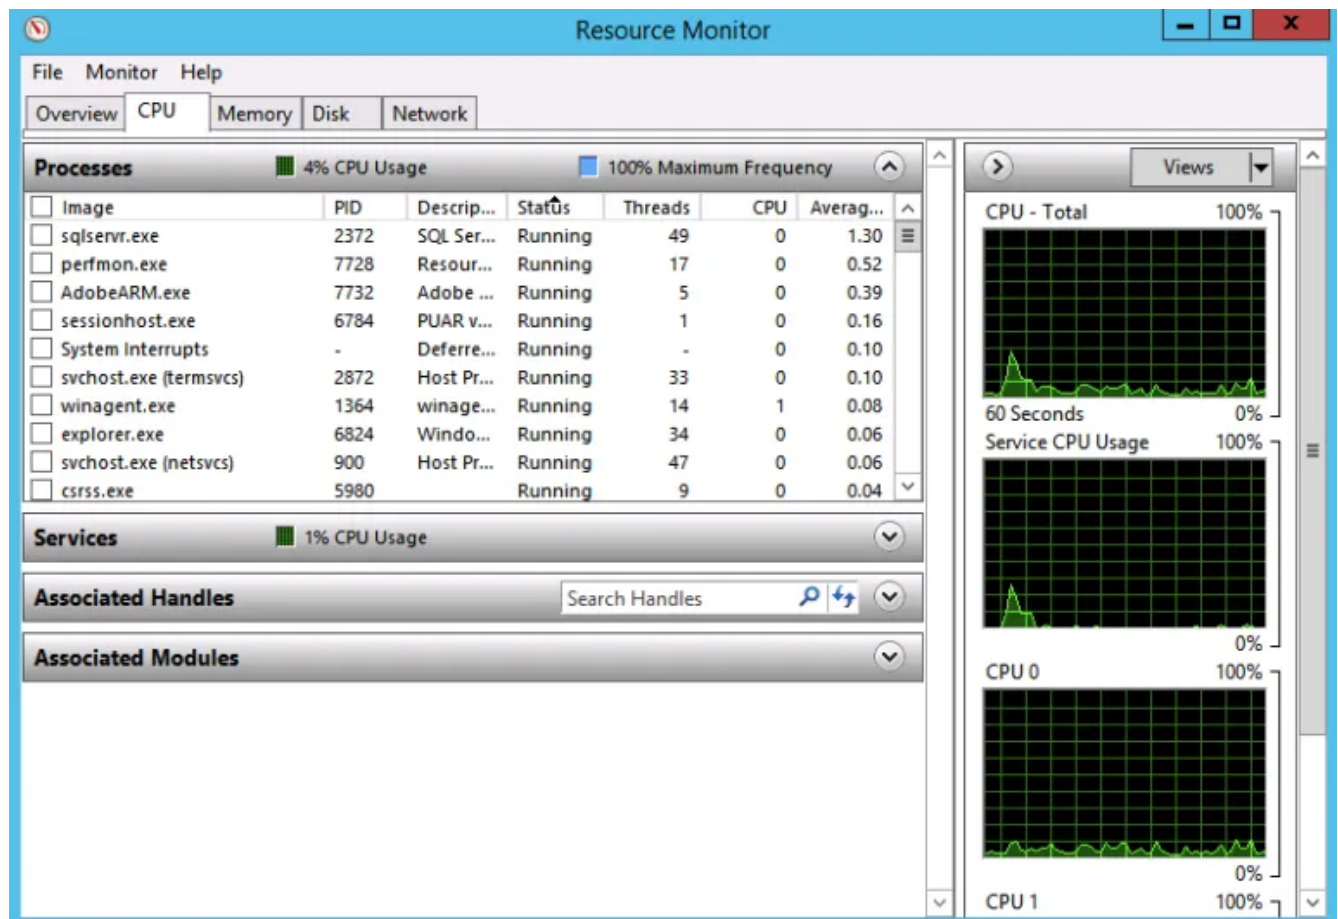 Resource Monitor
File Monitor Help
Overview CPU Memory Disk Network
Processes 4% CPU Usage 100% Maximum Frequency
Image PID Descrip... Status Threads CPU Averag...
sqlservr.exe 2372 SQL Ser... Running 49 0 1.30
perfmon.exe 7728 Resour... Running 17 0 0.52
AdobeARM.exe 7732 Adobe ... Running 5 0 0.39
sessionhost.exe 6784 PUAR v... Running 1 0 0.16
System Interrupts - Deferre... Running - 0 0.10
svchost.exe (termsvcs) 2872 Host Pr... Running 33 0 0.10
winagent.exe 1364 winage... Running 14 1 0.08
explorer.exe 6824 Windo... Running 34 0 0.06
svchost.exe (netsvcs) 900 Host Pr... Running 47 0 0.06
csrss.exe 5980 Running 9 0 0.04
Services 1% CPU Usage
Associated Handles Search Handles
Associated Modules
Views
CPU - Total 100%
60 Seconds 0%
Service CPU Usage 100%
0%
CPU 0 100%
0%
CPU 1 100%